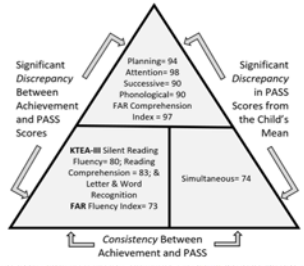 Significant
Discrepancy
Between
Achievement
and PASS
Scores
Planning= 94
Attention= 98
Successive= 90
Phonological= 90
FAR Comprehension
Index = 97
Significant
Discrepancy
in PASS
Scores from
the Child's
Mean
KTEA-III Silent Reading
Fluency= 80; Reading
Comprehension = 83; &
Letter & Word
Recognition
FAR Fluency Index= 73
Simultaneous= 74
Consistency Between
Achievement and PASS